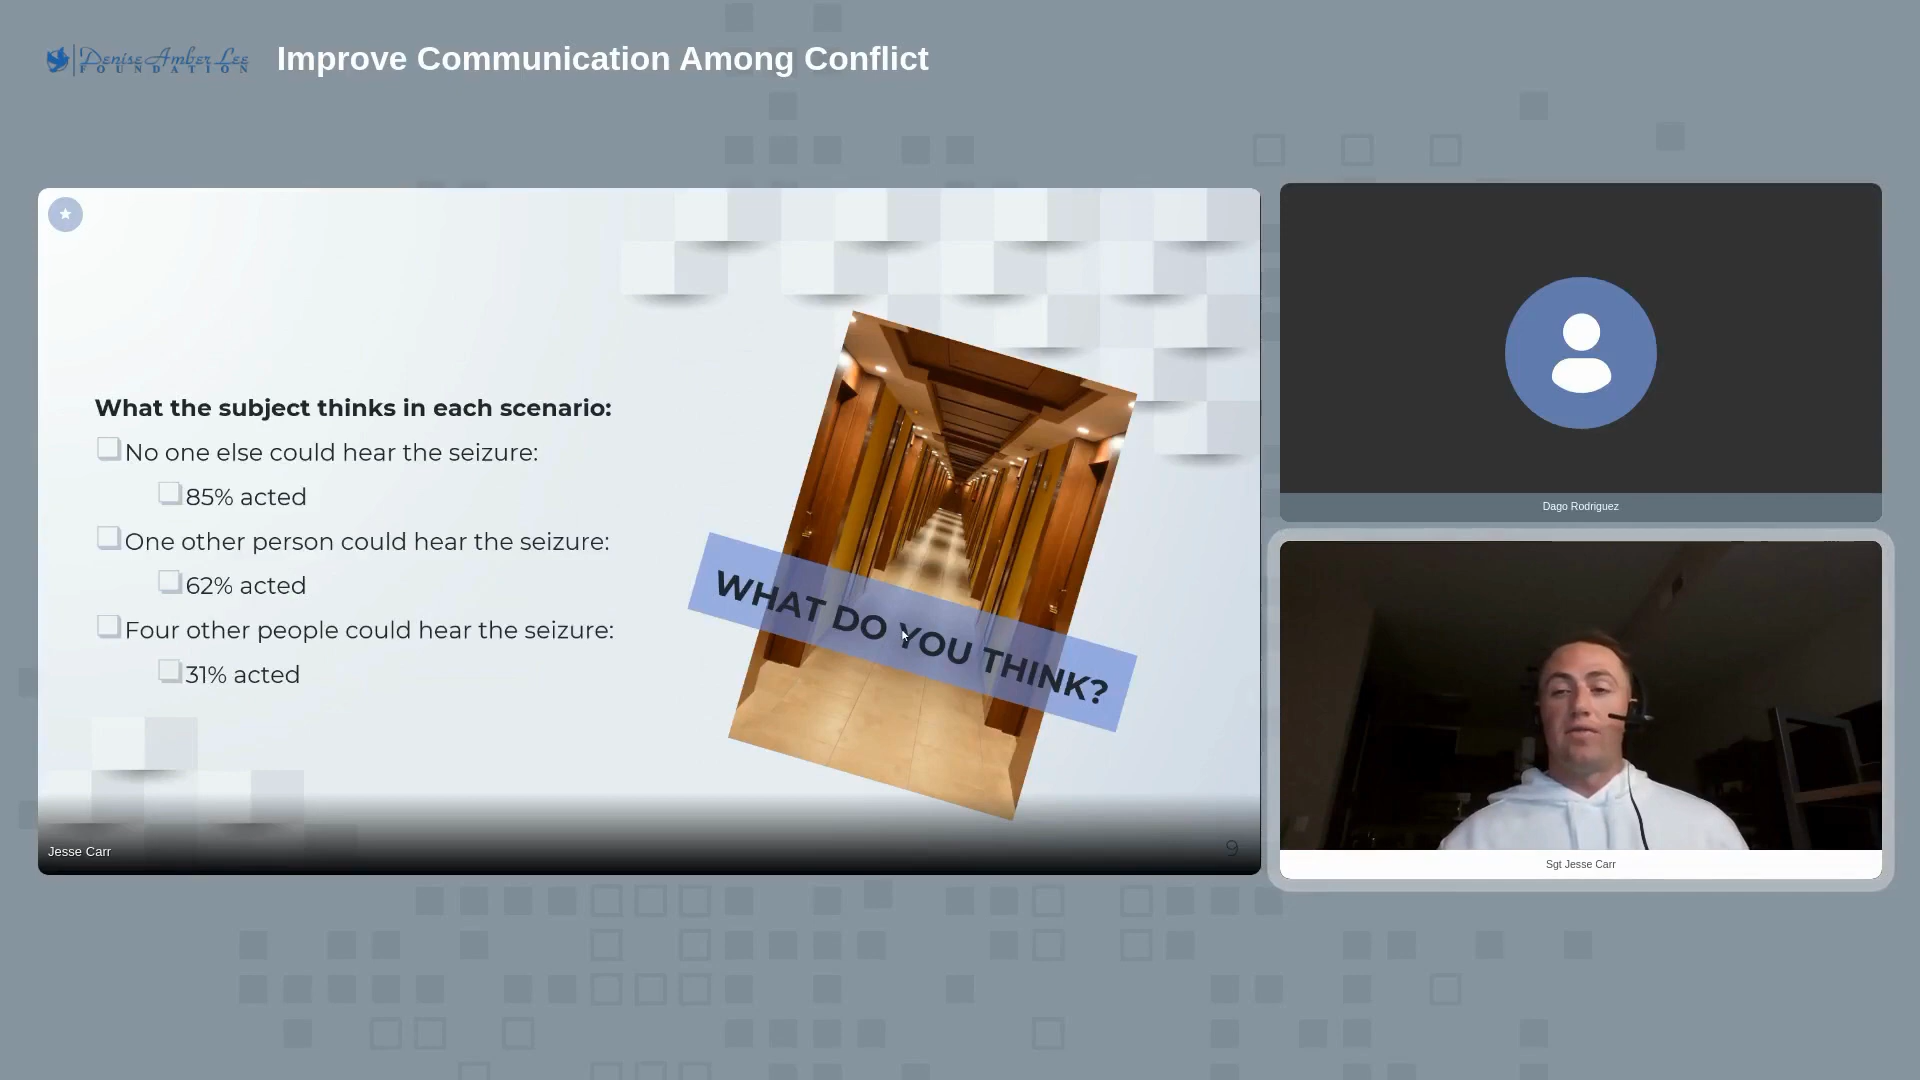 Denise Amber Lee
FOUNDATION
Improve Communication Among Conflict
What the subject thinks in each scenario:
No one else could hear the seizure:
85% acted
One other person could hear the seizure:
62% acted
Four other people could hear the seizure:
31% acted
WHAT DO YOU THINK?
Jesse Carr
9
Dago Rodriguez
Sgt Jesse Carr